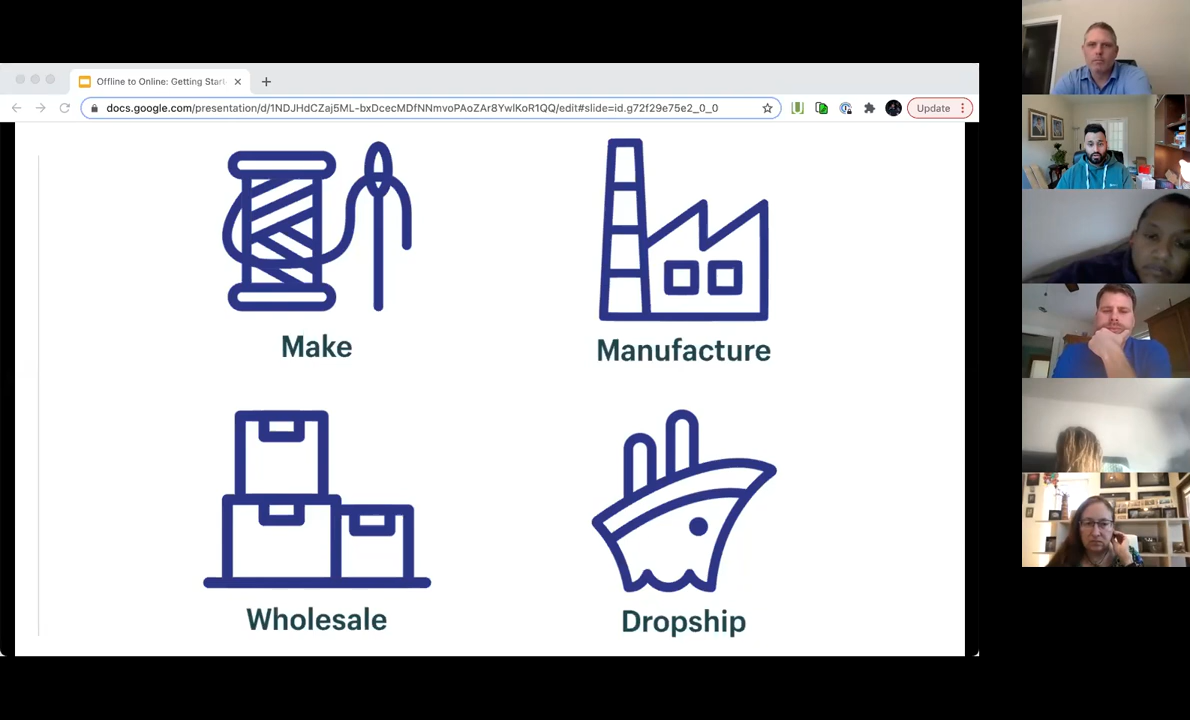 Offline to Online: Getting Star
docs.google.com/presentation/d/1NDJHdCZaj5ML-bxDcecMDfNNmvoPAoZAr8YwlKoR1QQ/edit#slide=id.g72f29e75e2_0_0
Update
Make
Manufacture
Wholesale
Dropship